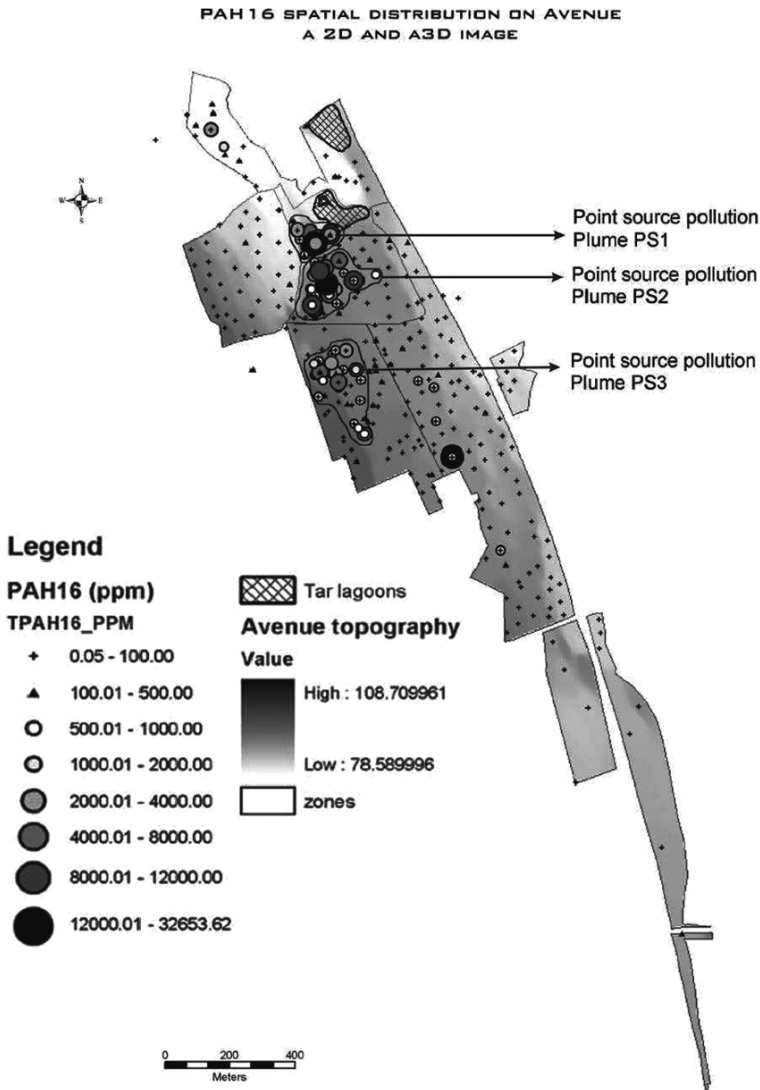 PAH16 SPATIAL DISTRIBUTION ON AVENUE
A 2D AND A3D IMAGE
N
W E
S
Point source pollution
Plume PS1
Point source pollution
Plume PS2
Point source pollution
Plume PS3
Legend
PAH16 (ppm)
TPAH16_PPM
0.05 - 100.00
100.01 - 500.00
500.01 - 1000.00
1000.01 - 2000.00
2000.01 - 4000.00
4000.01 - 8000.00
8000.01 - 12000.00
12000.01 - 32653.62
Tar lagoons
Avenue topography
Value
High : 108.709961
Low : 78.589996
zones
0 200 400
Meters